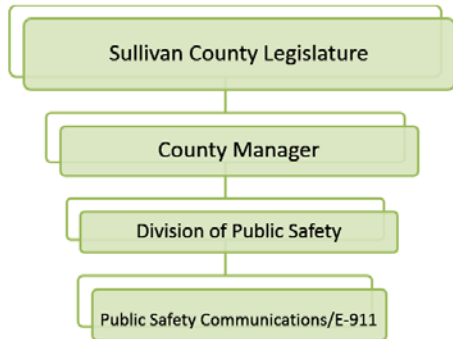 Sullivan County Legislature
County Manager
Division of Public Safety
Public Safety Communications/E-911